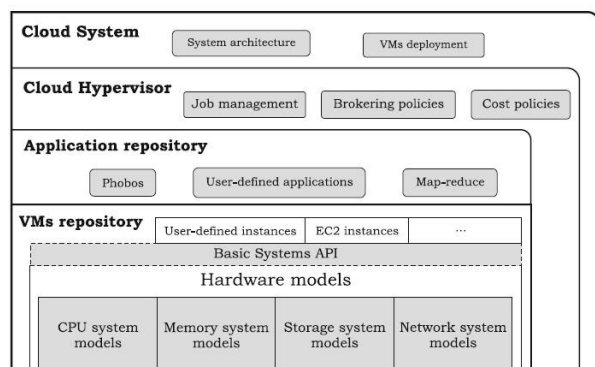 Cloud System
System architecture
VMs deployment
Cloud Hypervisor
Job management
Brokering policies
Cost policies
Application repository
Phobos
User-defined applications
Map-reduce
VMs repository
User-defined instances
EC2 instances
...
Basic Systems API
Hardware models
CPU system
models
Memory system
models
Storage system
models
Network system
models